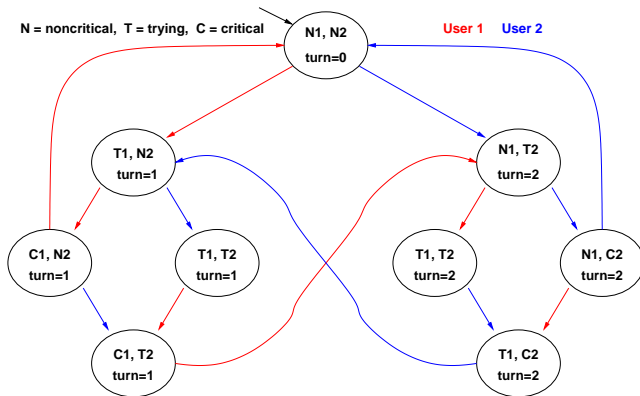 N = noncritical, T = trying, C = critical
N1, N2
turn=0
User 1 User 2
T1, N2
turn=1
N1, T2
turn=2
C1, N2
turn=1
T1, T2
turn=1
T1, T2
turn=2
N1, C2
turn=2
C1, T2
turn=1
T1, C2
turn=2